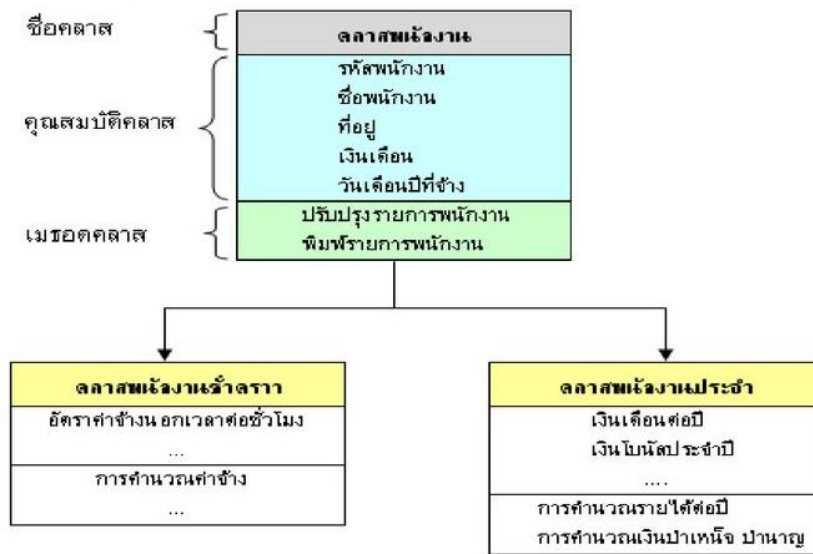 ชื่อคลาส
คลาสพนักงาน
คุณสมบัติคลาส
รหัสพนักงาน
ชื่อพนักงาน
ที่อยู่
เงินเดือน
วันเดือนปีที่จ้าง
เมธอดคลาส
ปรับปรุงรายการพนักงาน
พิมพ์รายการพนักงาน
คลาสพนักงานชั่วคราว
อัตราค่าจ้างนอกเวลาต่อชั่วโมง
...
การคำนวณค่าจ้าง
...
คลาสพนักงานประจำ
เงินเดือนต่อปี
เงินโบนัสประจำปี
....
การคำนวณรายได้ต่อปี
การคำนวณเงินบำเหน็จ บำนาญ